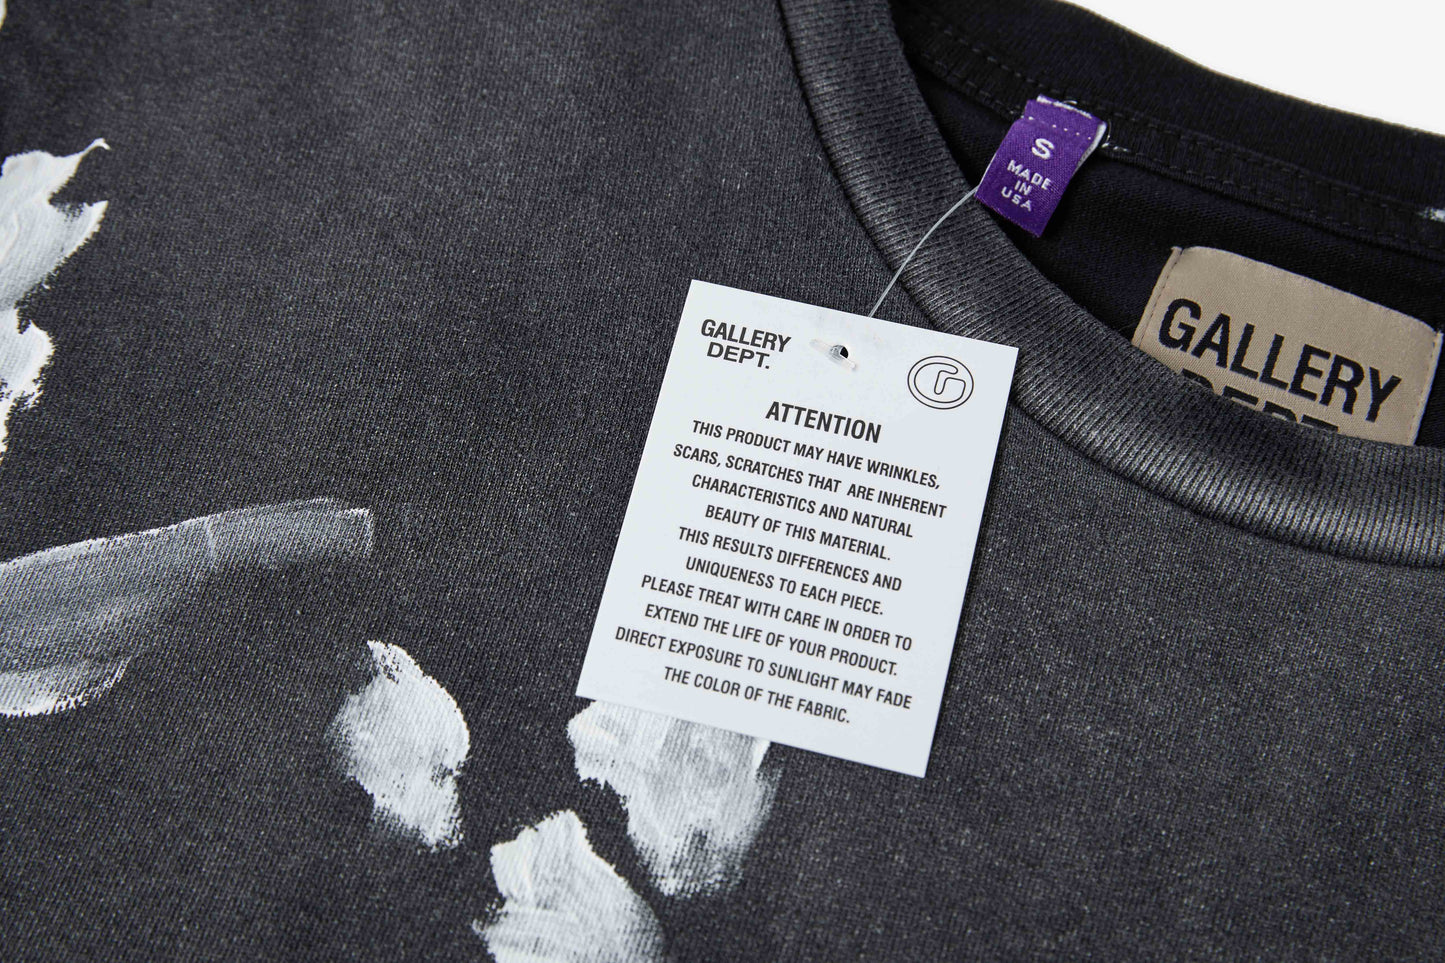 S
MADE
IN
USA
GALLERY
DEPT.
GALLERY
DEPT
ATTENTION
THIS PRODUCT MAY HAVE WRINKLES,
SCARS, SCRATCHES THAT ARE INHERENT
CHARACTERISTICS AND NATURAL
BEAUTY OF THIS MATERIAL.
THIS RESULTS DIFFERENCES AND
UNIQUENESS TO EACH PIECE.
PLEASE TREAT WITH CARE IN ORDER TO
EXTEND THE LIFE OF YOUR PRODUCT.
DIRECT EXPOSURE TO SUNLIGHT MAY FADE
THE COLOR OF THE FABRIC.